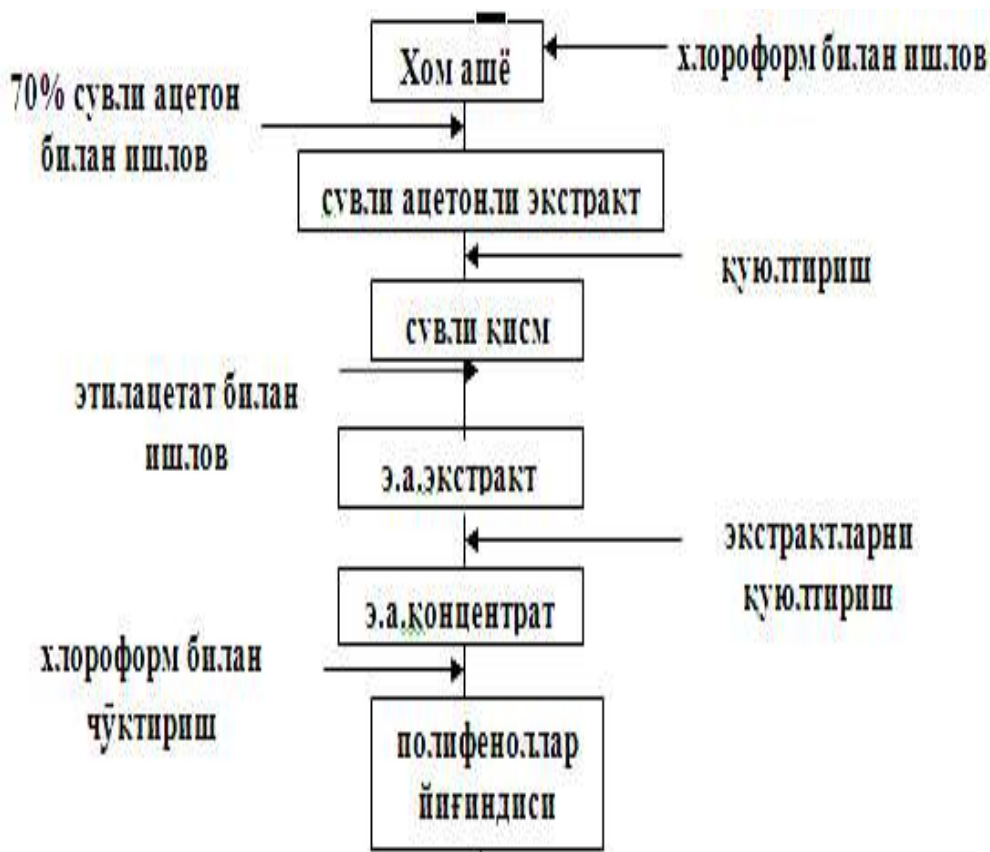 Хом ашё
хлороформ билан ишлов
70% сувли ацетон
билан ишлов
сувли ацетонли экстракт
қуюлтириш
сувли қисм
этилацетат билан
ишлов
э.а.экстракт
экстрактларни
қуюлтириш
э.а.концентрат
хлороформ билан
чўктириш
полифеноллар
йиғиндиси